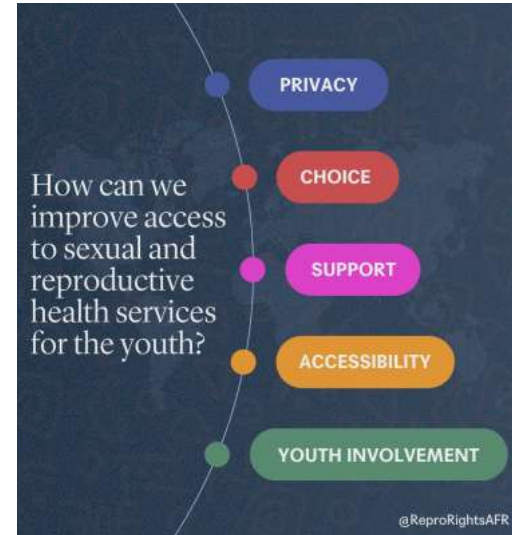 How can we
improve access
to sexual and
reproductive
health services
for the youth?
PRIVACY
CHOICE
SUPPORT
ACCESSIBILITY
YOUTH INVOLVEMENT
@ReproRightsAFR